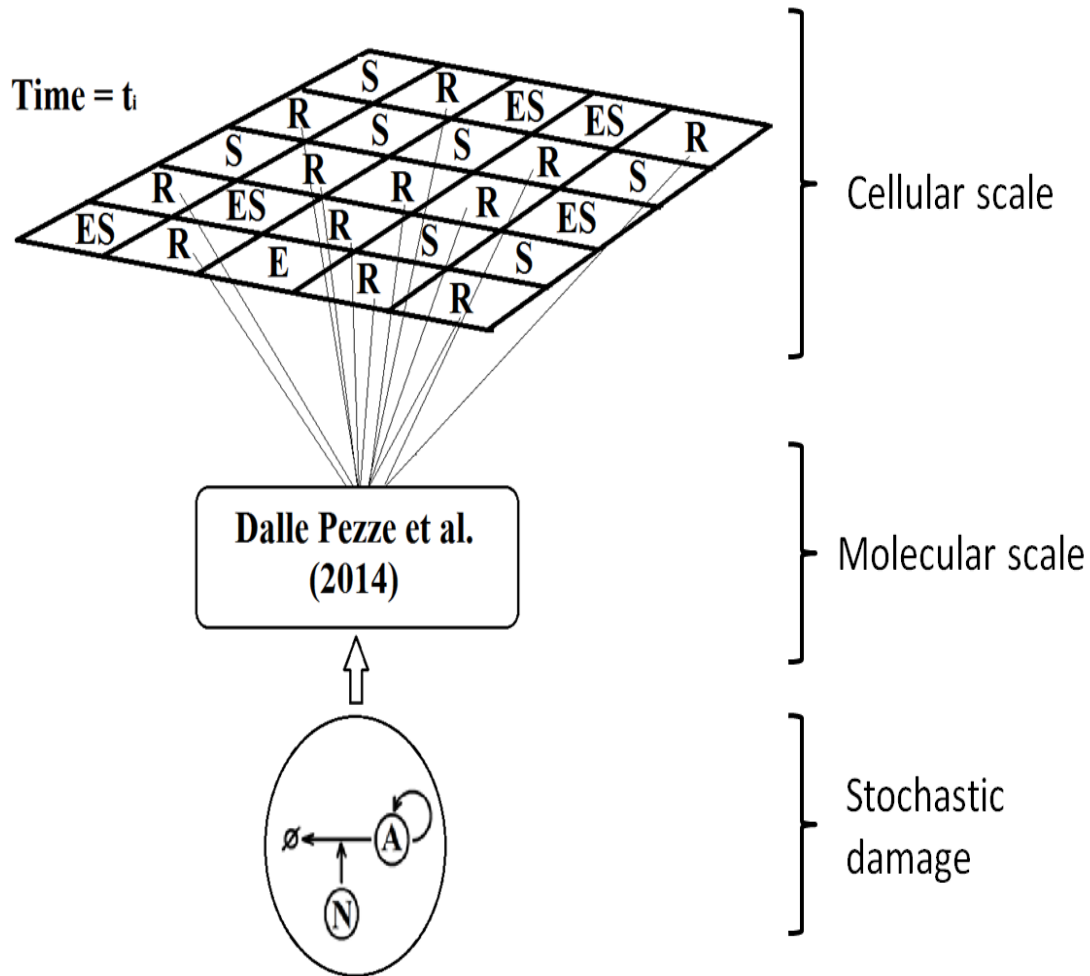 Time = ti
S R ES ES R
R S S R S
S R R R ES
R ES R S S
ES R E R R
Cellular scale
Dalle Pezze et al.
(2014)
Molecular scale
ø A
N
Stochastic
damage